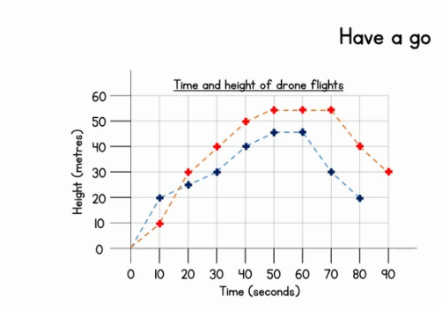 Have a go
Time and height of drone flights
Height (metres)
60
50
40
30
20
10
0
0 10 20 30 40 50 60 70 80 90
Time (seconds)